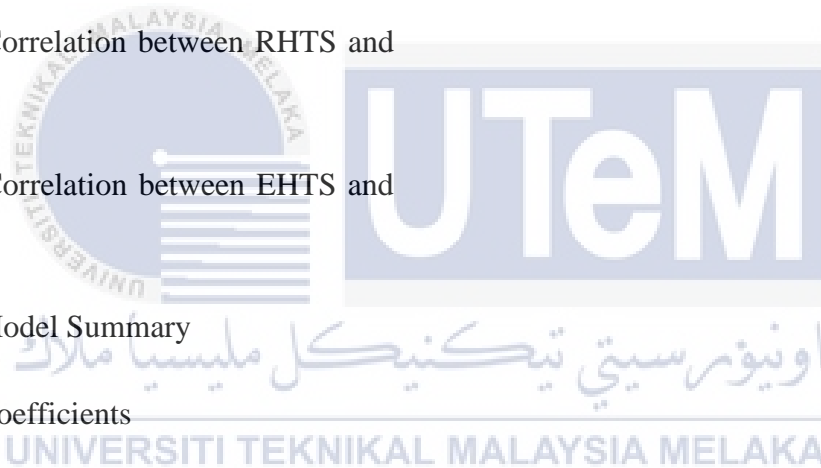 Correlation between RHTS and
UTeM
Correlation between EHTS and
Model Summary
اونيۏرسيتي تيكنيكل مليسيا ملاك
Coefficients
UNIVERSITI TEKNIKAL MALAYSIA MELAKA